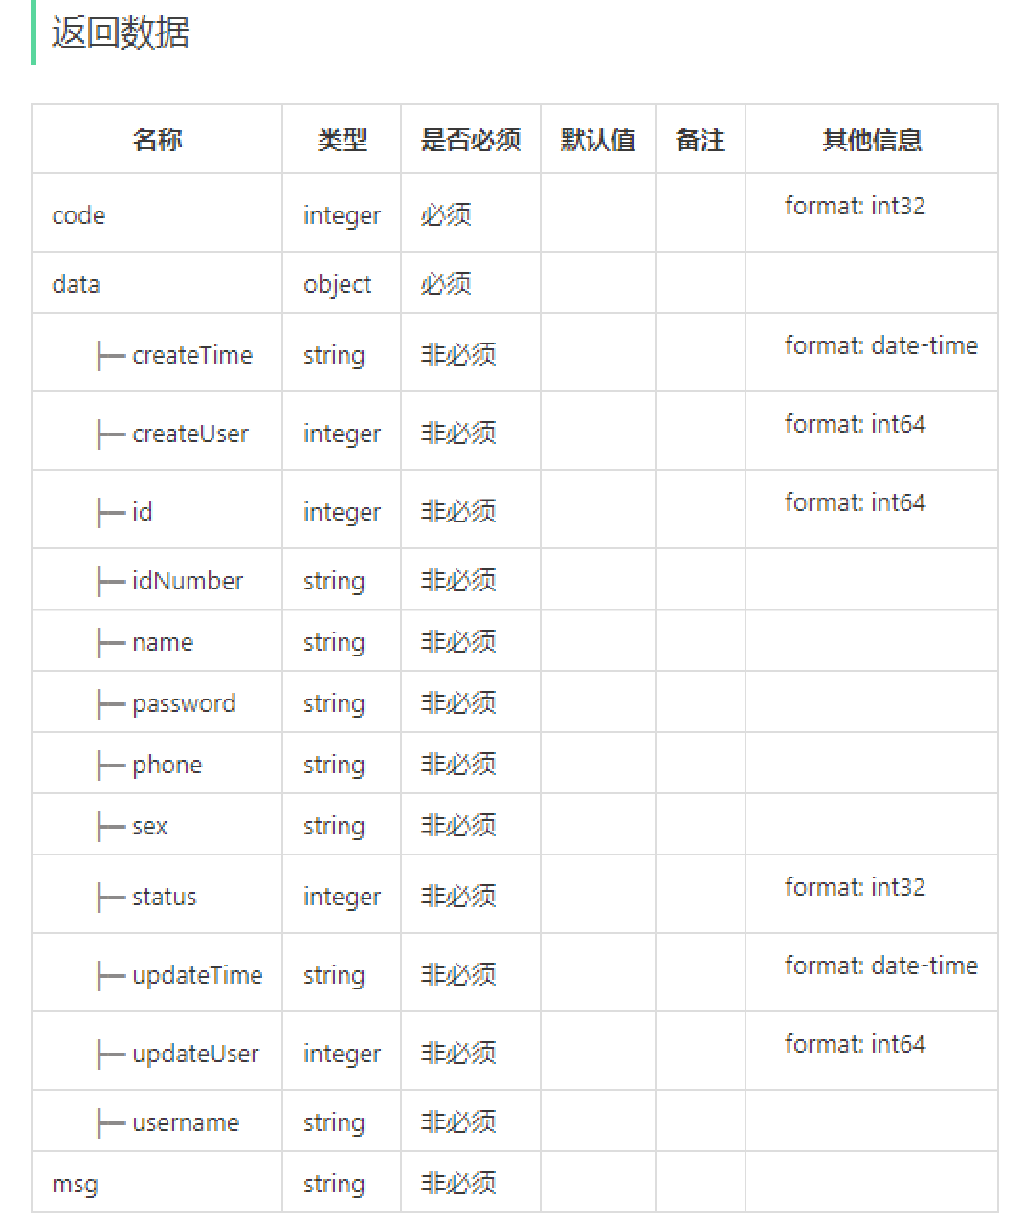 返回数据
名称 类型 是否必须 默认值 备注 其他信息
code integer 必须 format: int32
data object 必须
├─ createTime string 非必须 format: date-time
├─ createUser integer 非必须 format: int64
├─ id integer 非必须 format: int64
├─ idNumber string 非必须
├─ name string 非必须
├─ password string 非必须
├─ phone string 非必须
├─ sex string 非必须
├─ status integer 非必须 format: int32
├─ updateTime string 非必须 format: date-time
├─ updateUser integer 非必须 format: int64
├─ username string 非必须
msg string 非必须